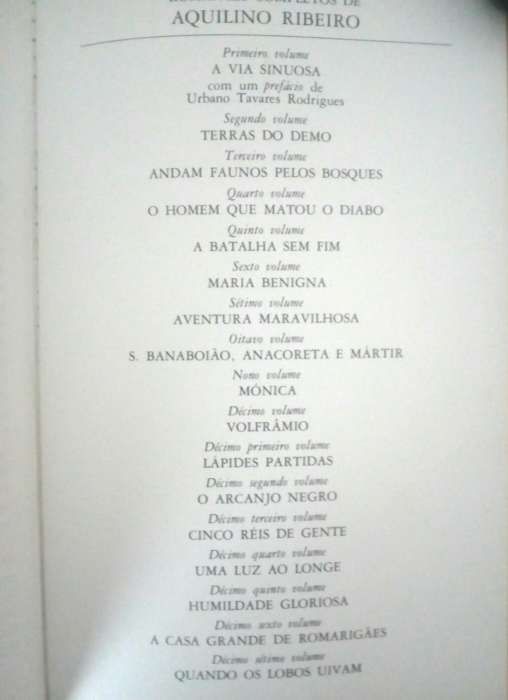 ROMANCES COMPLETOS DE
AQUILINO RIBEIRO
Primeiro volume
A VIA SINUOSA
com um prefácio de
Urbano Tavares Rodrigues
Segundo volume
TERRAS DO DEMO
Terceiro volume
ANDAM FAUNOS PELOS BOSQUES
Quarto volume
O HOMEM QUE MATOU O DIABO
Quinto volume
A BATALHA SEM FIM
Sexto volume
MARIA BENIGNA
Sétimo volume
AVENTURA MARAVILHOSA
Oitavo volume
S. BANABOIÃO, ANACORETA E MÁRTIR
Nono volume
MÓNICA
Décimo volume
VOLFRÂMIO
Décimo primeiro volume
LÁPIDES PARTIDAS
Décimo segundo volume
O ARCANJO NEGRO
Décimo terceiro volume
CINCO RÉIS DE GENTE
Décimo quarto volume
UMA LUZ AO LONGE
Décimo quinto volume
HUMILDADE GLORIOSA
Décimo sexto volume
A CASA GRANDE DE ROMARIGÃES
Décimo sétimo volume
QUANDO OS LOBOS UIVAM